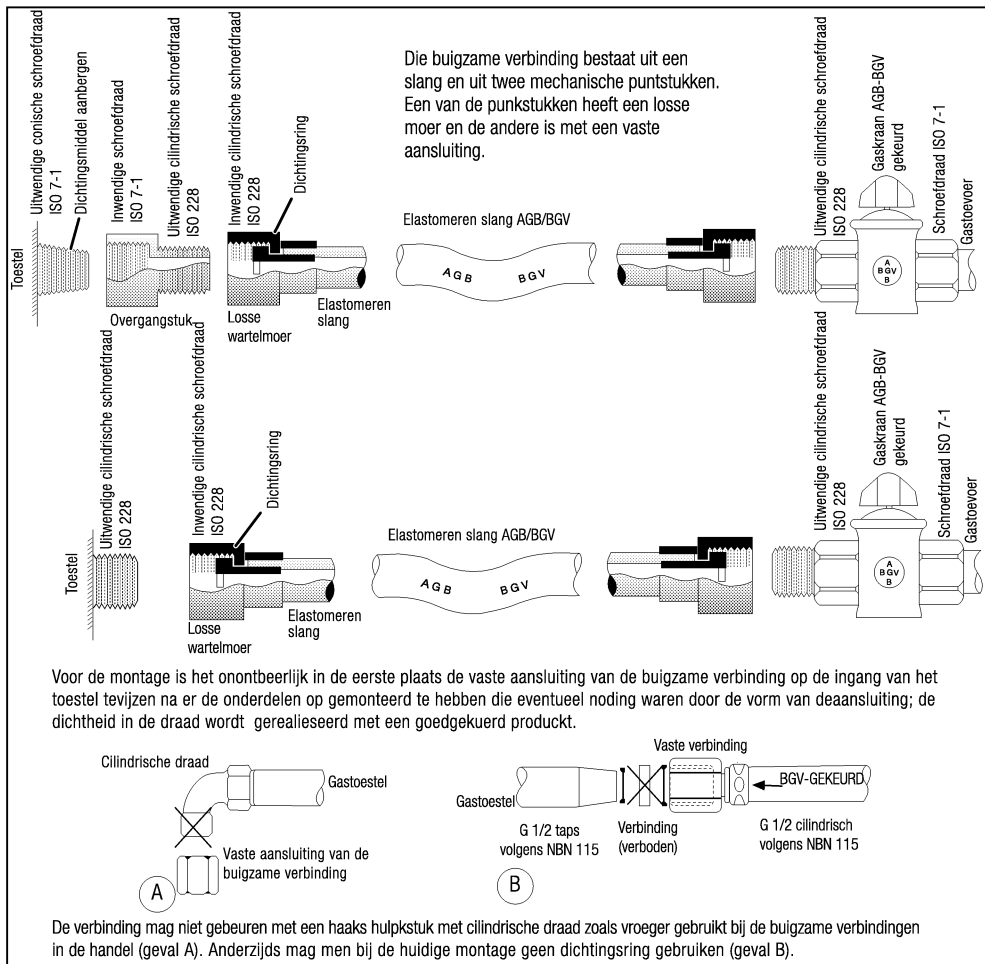 Die buigzame verbinding bestaat uit een
slang en uit twee mechanische puntstukken.
Een van de punkstukken heeft een losse
moer en de andere is met een vaste
aansluiting.
Toestel
Uitwendige conische schroefdraad
ISO 7-1
Dichtingsmiddel aanbergen
Inwendige schroefdraad
ISO 7-1
Uitwendige cilindrische schroefdraad
ISO 228
Inwendige cilindrische schroefdraad
ISO 228
Dichtingsring
Elastomeren slang AGB/BGV
AGB
BGV
Uitwendige cilindrische schroefdraad
ISO 228
Gaskraan AGB-BGV
gekeurd
Schroefdraad ISO 7-1
Gastoevoer
A
BGV
B
Overgangstuk
Losse
wartelmoer
Elastomeren
slang
Toestel
Uitwendige cilindrische schroefdraad
ISO 228
Inwendige cilindrische schroefdraad
ISO 228
Dichtingsring
Elastomeren slang AGB/BGV
AGB
BGV
Uitwendige cilindrische schroefdraad
ISO 228
Gaskraan AGB-BGV
gekeurd
Schroefdraad ISO 7-1
Gastoevoer
A
BGV
B
Losse
wartelmoer
Elastomeren
slang
Voor de montage is het onontbeerlijk in de eerste plaats de vaste aansluiting van de buigzame verbinding op de ingang van het
toestel tevijzen na er de onderdelen op gemonteerd te hebben die eventueel noding waren door de vorm van deaansluiting; de
dichtheid in de draad wordt gerealieseerd met een goedgekuerd produckt.
Cilindrische draad
Gastoestel
Vaste aansluiting van de
buigzame verbinding
A
Vaste verbinding
BGV-GEKEURD
Gastoestel
G 1/2 taps
volgens NBN 115
Verbinding
(verboden)
G 1/2 cilindrisch
volgens NBN 115
B
De verbinding mag niet gebeuren met een haaks hulpkstuk met cilindrische draad zoals vroeger gebruikt bij de buigzame verbindingen
in de handel (geval A). Anderzijds mag men bij de huidige montage geen dichtingsring gebruiken (geval B).